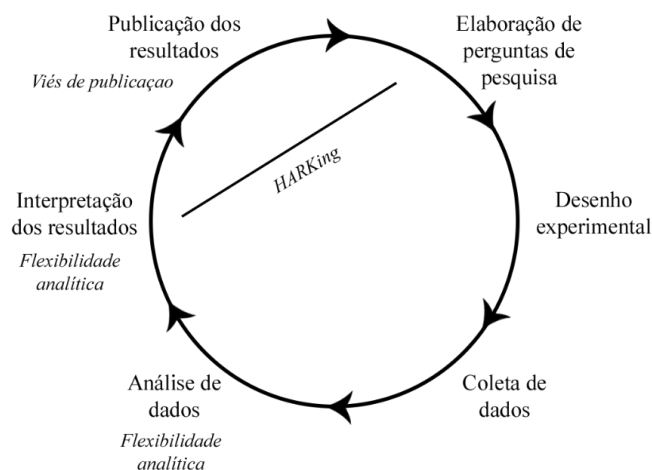 Publicação dos
resultados
Viés de publicaçao
Elaboração de
perguntas de
pesquisa
HARKing
Interpretação
dos resultados
Flexibilidade
analítica
Desenho
experimental
Análise de
dados
Flexibilidade
analítica
Coleta de
dados